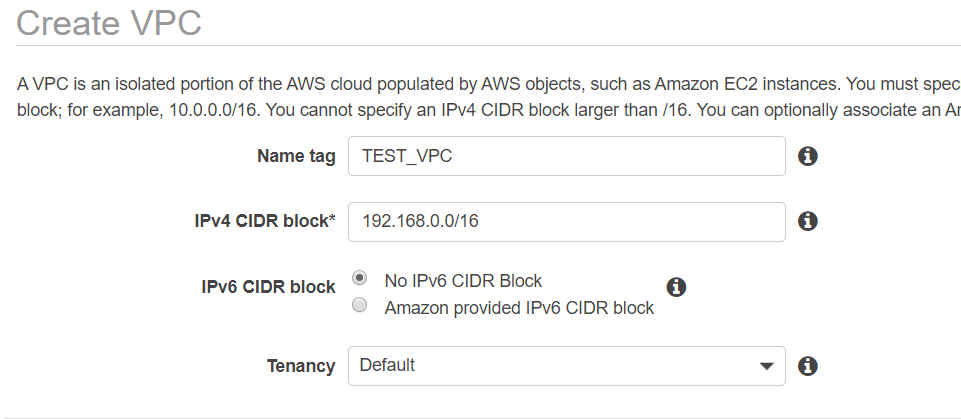 Create VPC
A VPC is an isolated portion of the AWS cloud populated by AWS objects, such as Amazon EC2 instances. You must spec
block; for example, 10.0.0.0/16. You cannot specify an IPv4 CIDR block larger than /16. You can optionally associate an Ar
Name tag TEST_VPC
IPv4 CIDR block* 192.168.0.0/16
IPv6 CIDR block No IPv6 CIDR Block
Amazon provided IPv6 CIDR block
Tenancy Default